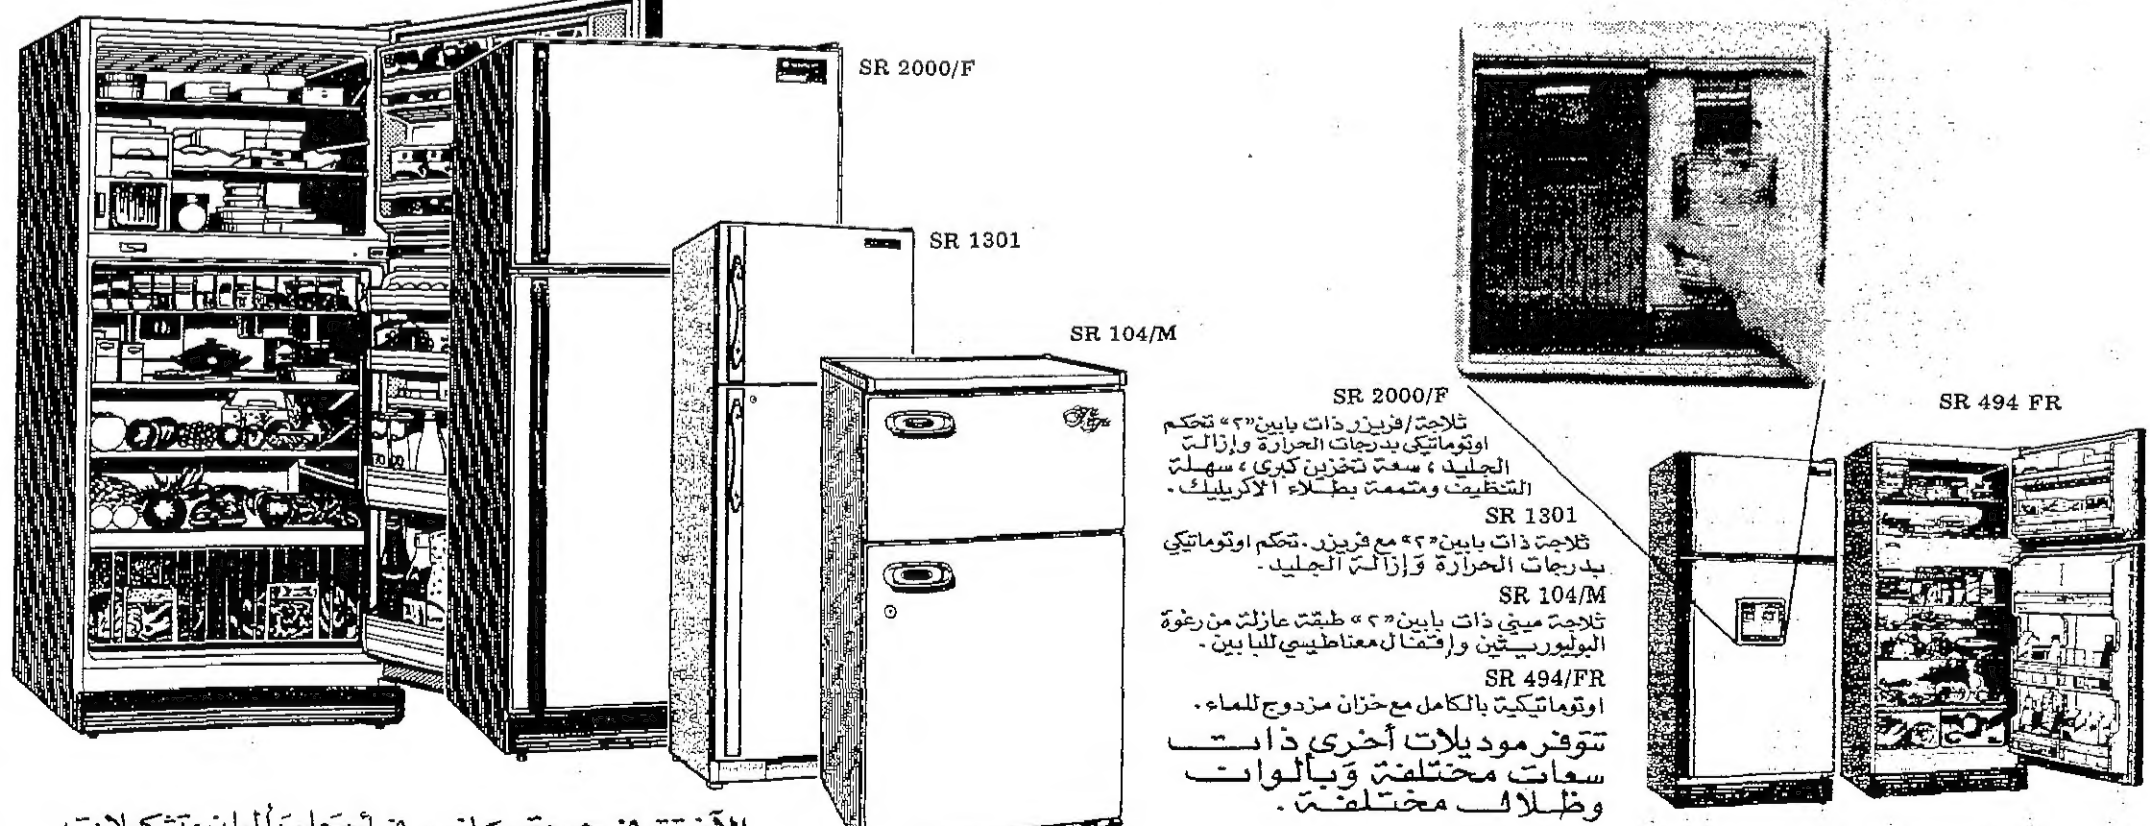 SR 2000/F
SR 1301
SR 104/M
SR 494 FR
SR 2000/F
ثلاجة/فريزر ذات بابين "٢" تحكم
اوتوماتيكي بدرجات الحرارة وإزالة
الجليد، سعة تخزين كبرى، سهلة
التنظيف ومتممة بطلاء الاكريليك.
SR 1301
ثلاجة ذات بابين "٢" مع فريزر. تحكم اوتوماتيكي
بدرجات الحرارة وَإزالة الجليد.
SR 104/M
ثلاجة ميني ذات بابين "٢" طبقة عازلة من رغوة
البوليوريثين وإقفال مغناطيسي للبابين.
SR 494/FR
اوتوماتيكية بالكامل مع خزان مزدوج للماء.
تتوفر موديلات أخرى ذات
سعات مختلفة وَبألوان
وظلال مختلفة.